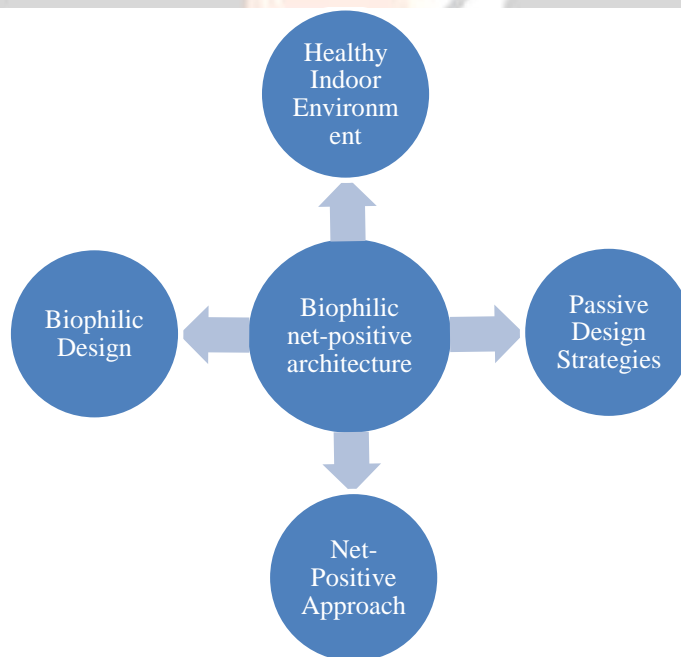 Healthy
Indoor
Environm
ent
Biophilic
Design
Biophilic
net-positive
architecture
Passive
Design
Strategies
Net-
Positive
Approach